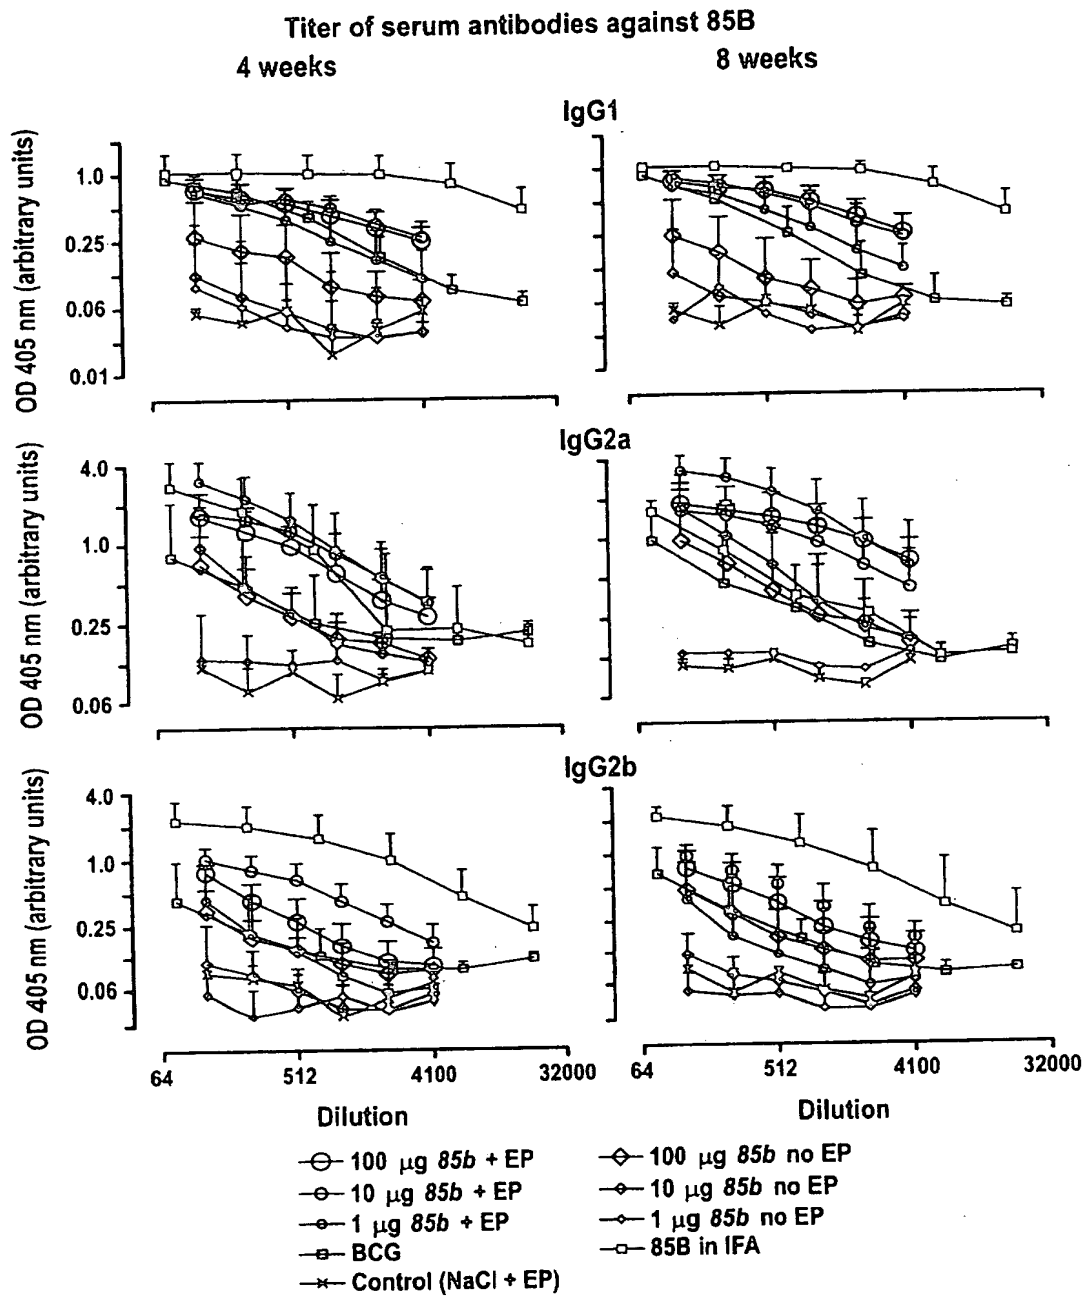 Titer of serum antibodies against 85B
4 weeks
8 weeks
IgG1
OD 405 nm (arbitrary units)
1.0
0.25
0.06
0.01
IgG2a
OD 405 nm (arbitrary units)
4.0
1.0
0.25
0.06
IgG2b
OD 405 nm (arbitrary units)
4.0
1.0
0.25
0.06
64
512
4100
32000
64
512
4100
32000
Dilution
Dilution
100 μg 85b + EP
10 μg 85b + EP
1 μg 85b + EP
BCG
Control (NaCl + EP)
100 μg 85b no EP
10 μg 85b no EP
1 μg 85b no EP
85B in IFA